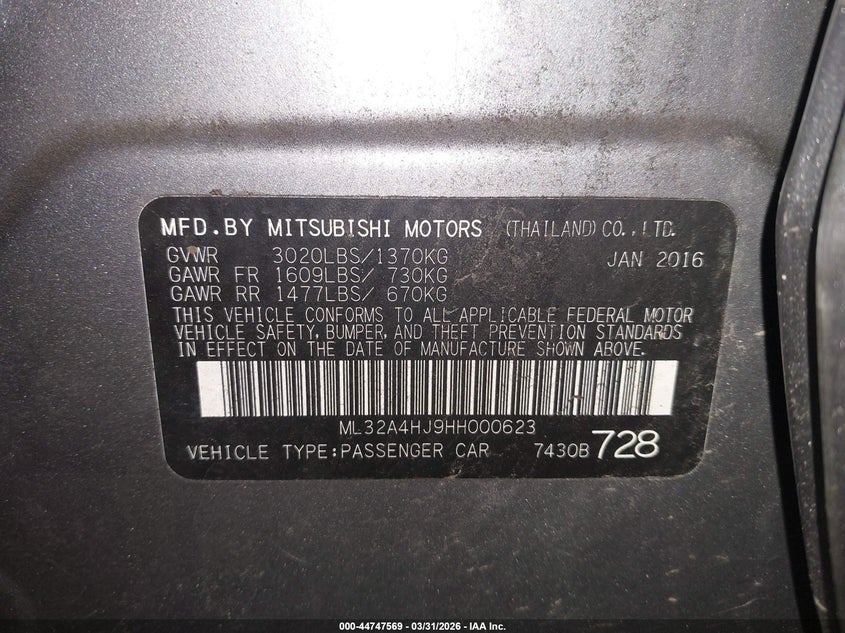 MFD.BY MITSUBISHI MOTORS (THAILAND) CO.,LTD.
GVWR 3020LBS/1370KG JAN 2016
GAWR FR 1609LBS/ 730KG
GAWR RR 1477LBS/ 670KG
THIS VEHICLE CONFORMS TO ALL APPLICABLE FEDERAL MOTOR
VEHICLE SAFETY, BUMPER, AND THEFT PREVENTION STANDARDS
IN EFFECT ON THE DATE OF MANUFACTURE SHOWN ABOVE.
ML32A4HJ9HH000623
VEHICLE TYPE:PASSENGER CAR 7430B 728
000-44747569 — 03/31/2026 — IAA Inc.